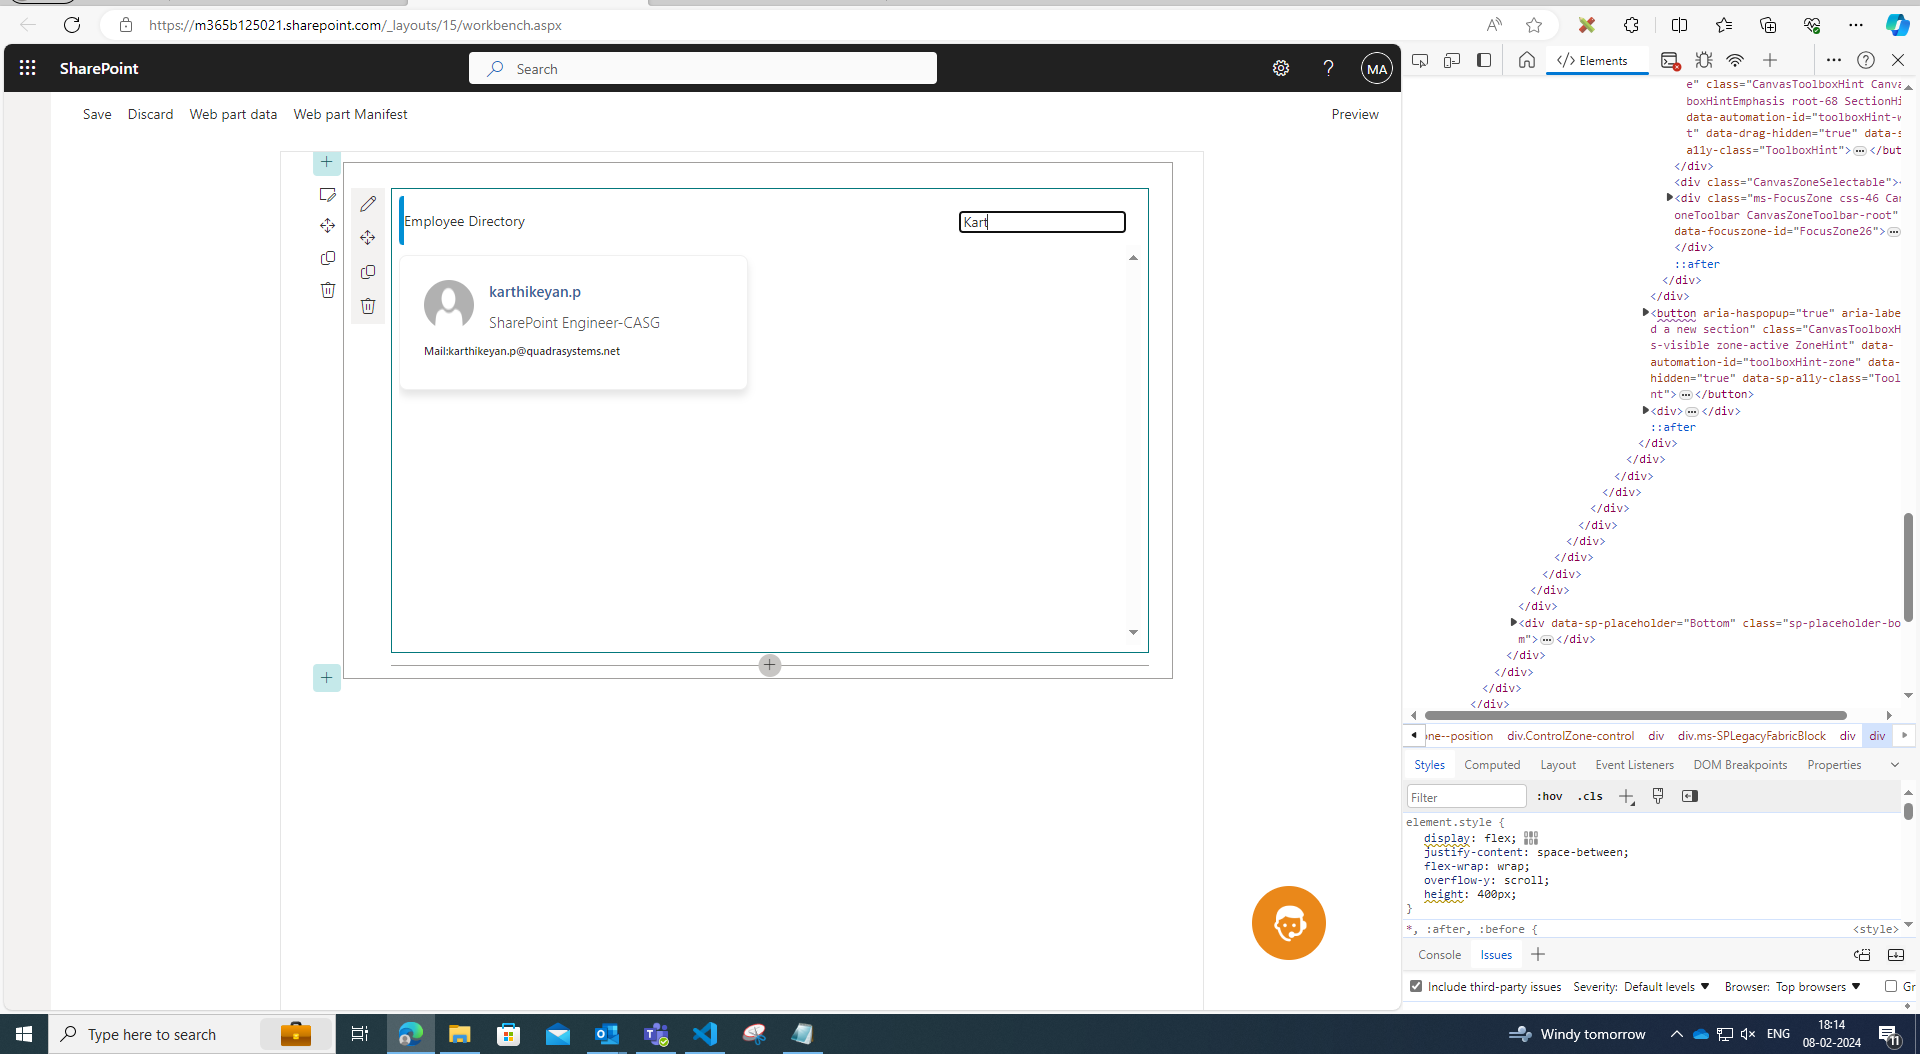 https://m365b125021.sharepoint.com/_layouts/15/workbench.aspx
SharePoint
Search
?
MA
Save Discard Web part data Web part Manifest
Preview
Employee Directory
Kart
karthikeyan.p
SharePoint Engineer-CASG
Mail:karthikeyan.p@quadrasystems.net
</> Elements
e" class="CanvasToolboxHint Canva
boxHintEmphasis root-68 SectionHi
data-automation-id="toolboxHint-w
t" data-drag-hidden="true" data-s
a11y-class="ToolboxHint"> ••• </but
</div>
<div class="CanvasZoneSelectable"><
<div class="ms-FocusZone css-46 Can
oneToolbar CanvasZoneToolbar-root"
data-focuszone-id="FocusZone26"> •••
</div>
::after
</div>
</div>
<button aria-haspopup="true" aria-labe
d a new section" class="CanvasToolboxH
s-visible zone-active ZoneHint" data-
automation-id="toolboxHint-zone" data-
hidden="true" data-sp-a11y-class="Tool
nt"> ••• </button>
<div> ••• </div>
::after
</div>
</div>
</div>
</div>
</div>
</div>
</div>
</div>
</div>
</div>
</div>
<div data-sp-placeholder="Bottom" class="sp-placeholder-bo
m"> ••• </div>
</div>
</div>
</div>
</div>
one--position div.ControlZone-control div div.ms-SPLegacyFabricBlock div div
Styles Computed Layout Event Listeners DOM Breakpoints Properties
Filter :hov .cls
element.style {
display: flex;
justify-content: space-between;
flex-wrap: wrap;
overflow-y: scroll;
height: 400px;
}
*, :after, :before { <style>
Console Issues
Include third-party issues Severity: Default levels Browser: Top browsers Gr
Type here to search
Windy tomorrow
ENG
18:14
08-02-2024
11